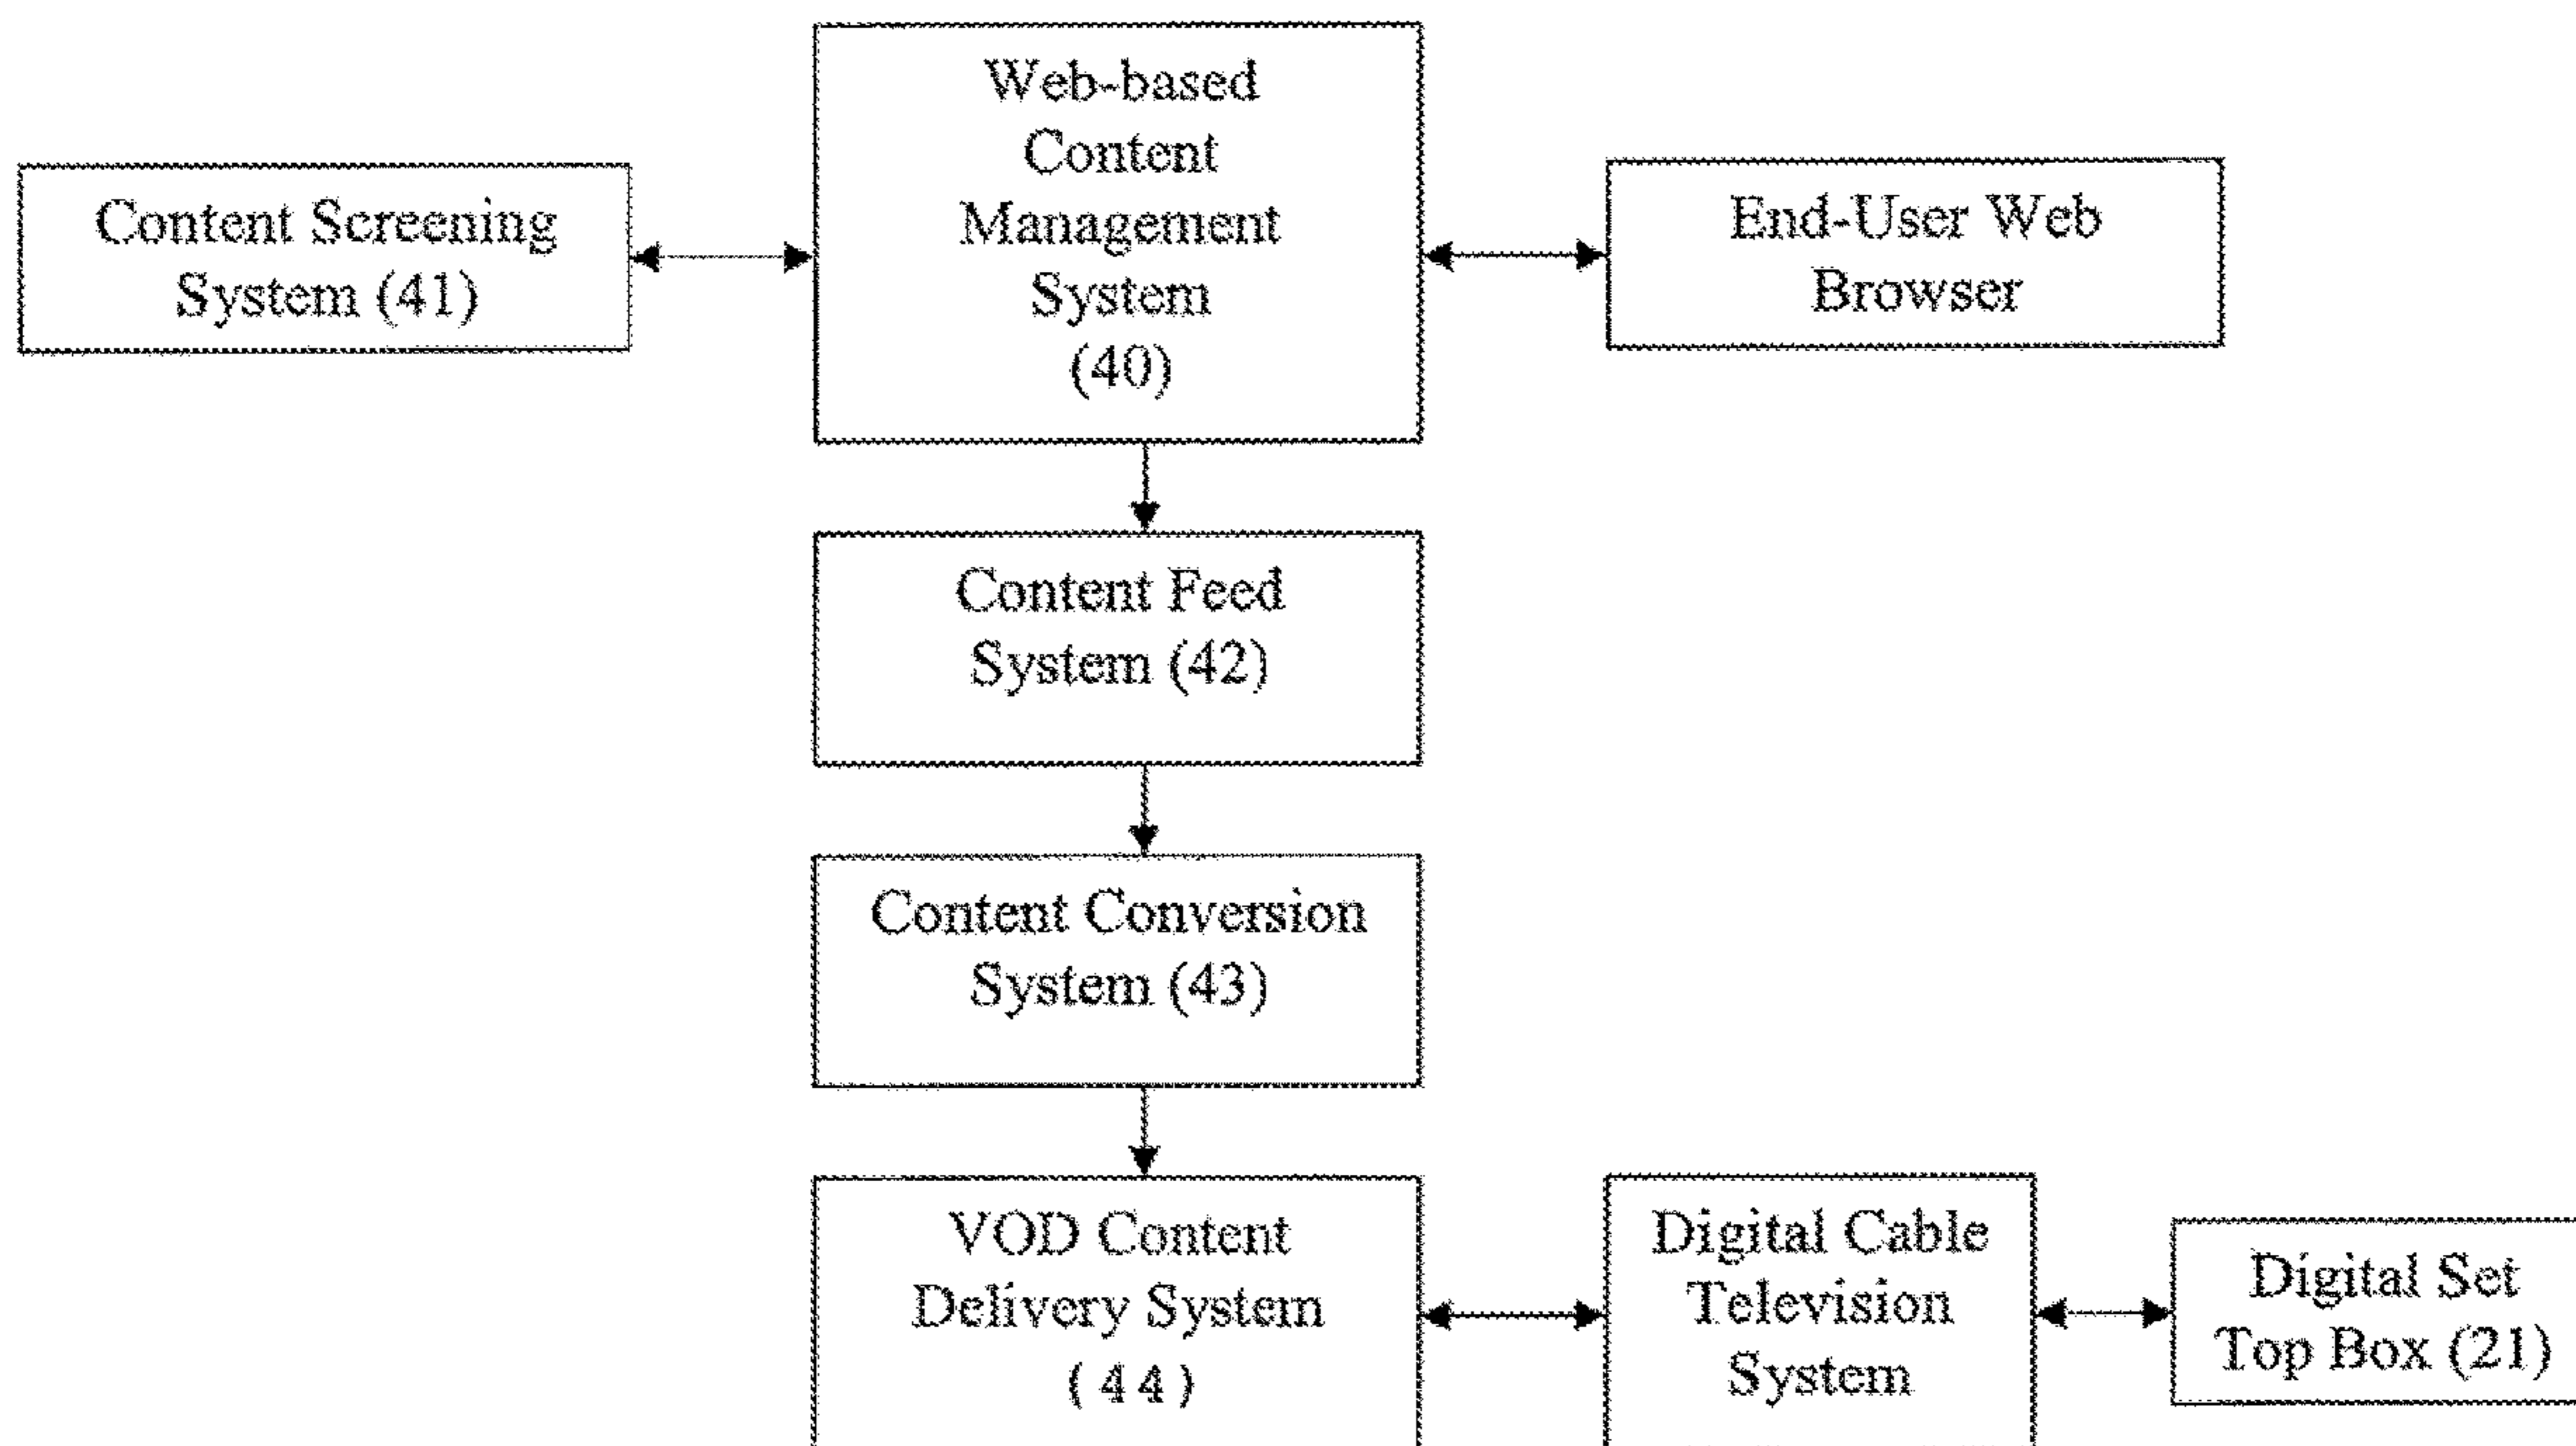 Web-based
Content
Management
System
(40)
Content Screening
System (41)
End-User Web
Browser
Content Feed
System (42)
Content Conversion
System (43)
VOD Content
Delivery System
(44)
Digital Cable
Television
System
Digital Set
Top Box (21)